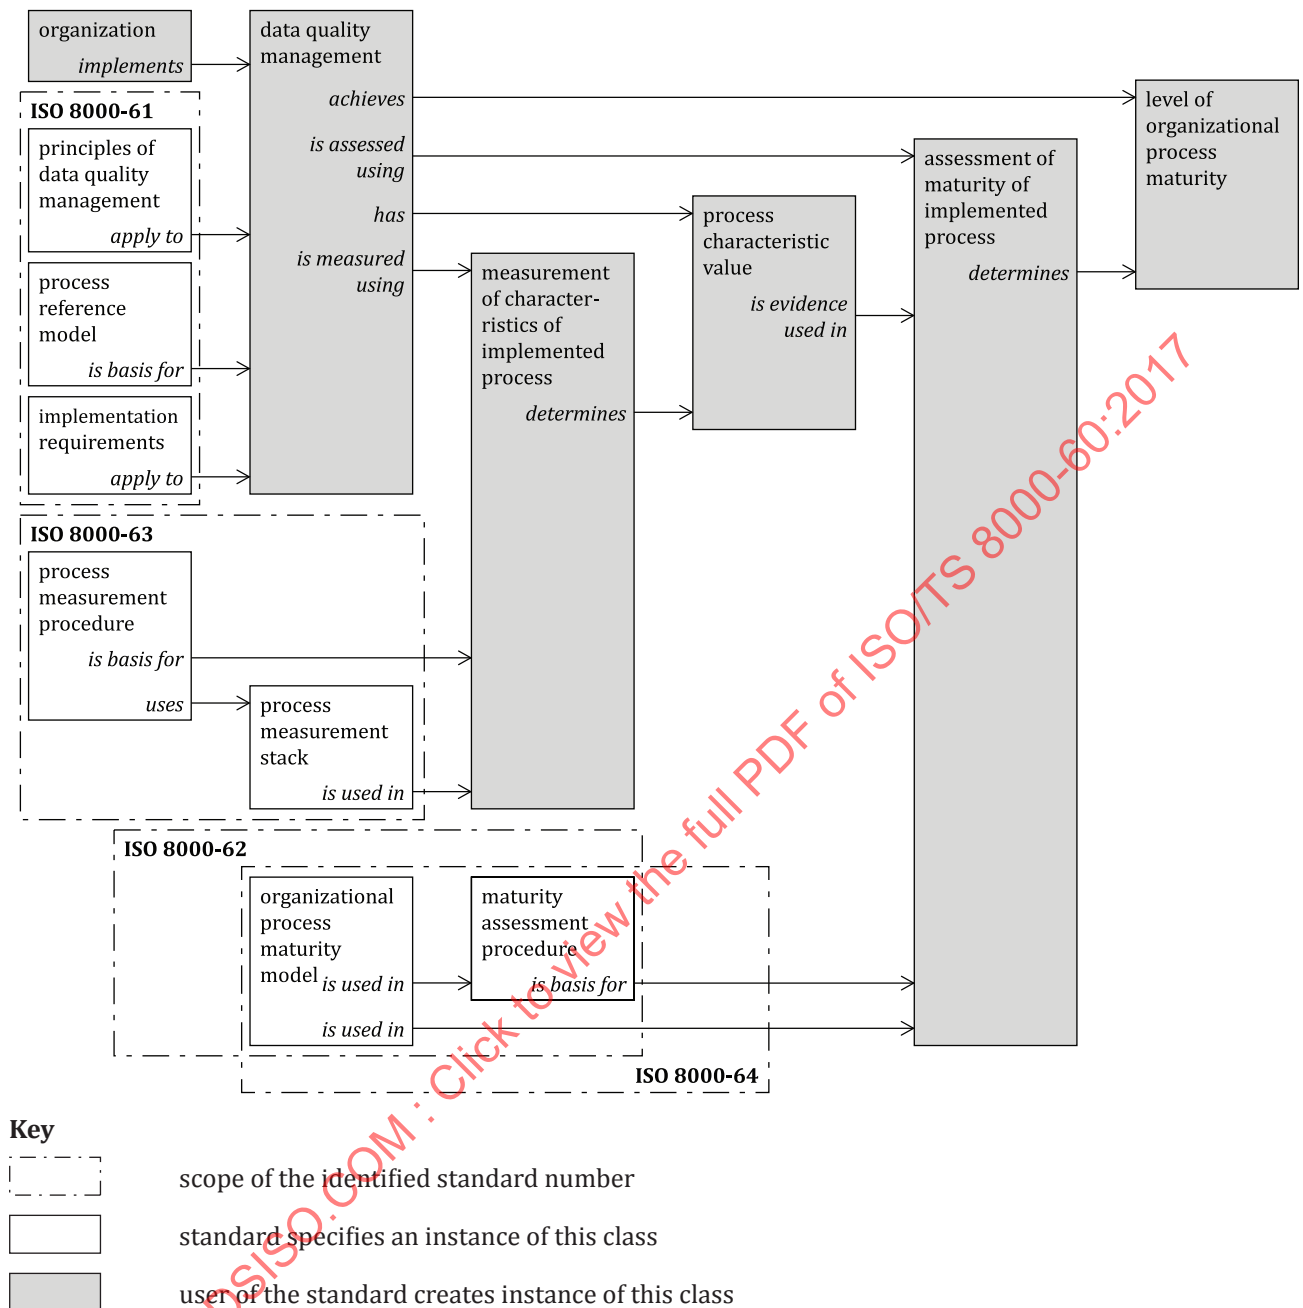 organization
implements
data quality
management
achieves
is assessed
using
has
is measured
using
ISO 8000-61
principles of
data quality
management
apply to
process
reference
model
is basis for
implementation
requirements
apply to
measurement
of character-
ristics of
implemented
process
determines
process
characteristic
value
is evidence
used in
assessment of
maturity of
implemented
process
determines
level of
organizational
process
maturity
ISO 8000-63
process
measurement
procedure
is basis for
uses
process
measurement
stack
is used in
ISO 8000-62
organizational
process
maturity
model
is used in
is used in
maturity
assessment
procedure
is basis for
ISO 8000-64
Key
scope of the identified standard number
standard specifies an instance of this class
user of the standard creates instance of this class
DSISO.COM : Click to view the full PDF of ISO/TS 8000-60:2017